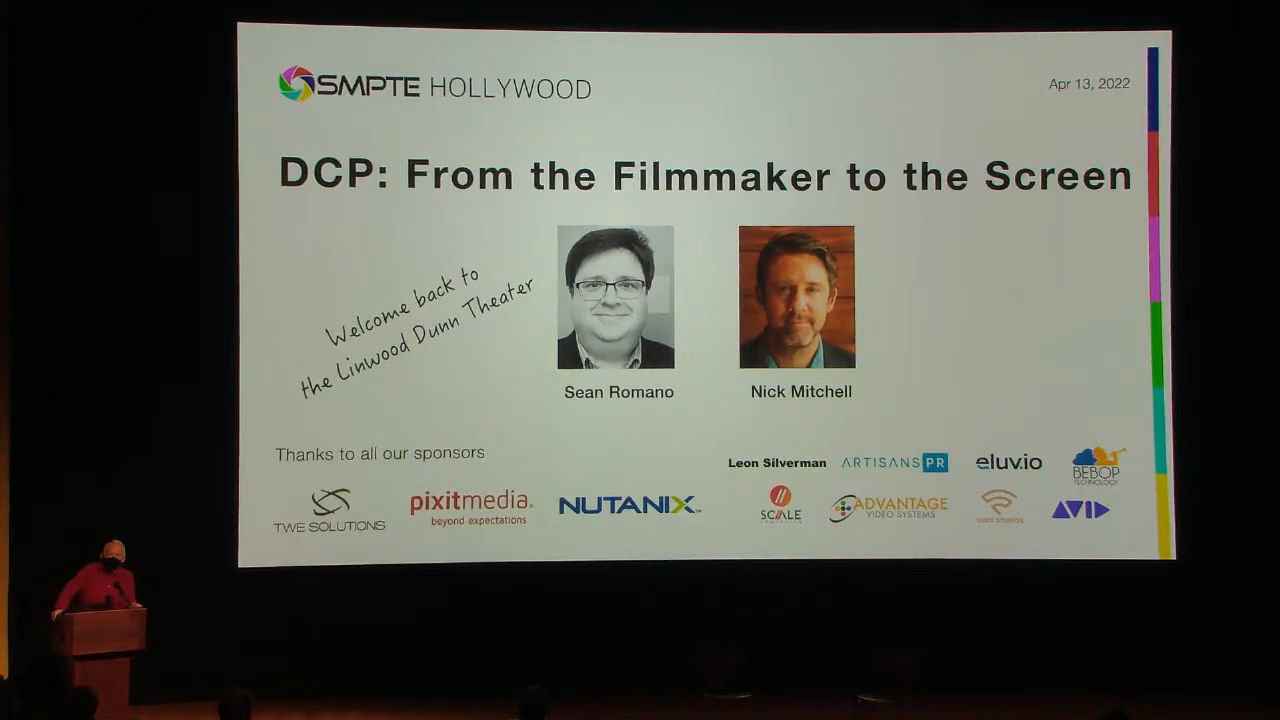 SMPTE HOLLYWOOD
Apr 13, 2022
DCP: From the Filmmaker to the Screen
Welcome back to
the Linwood Dunn Theater
Sean Romano
Nick Mitchell
Thanks to all our sponsors
Leon Silverman
ARTISANS PR
eluv.io
BEBOP
TECHNOLOGY
TWE SOLUTIONS
pixitmedia.
beyond expectations
NUTANIX™
SCALE
ADVANTAGE
VIDEO SYSTEMS
AVID